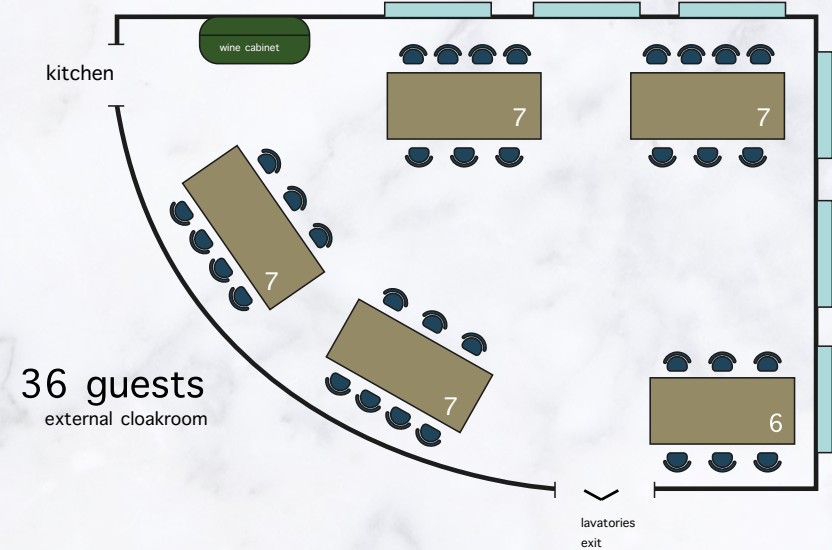 wine cabinet
kitchen
7
7
7
7
36 guests
external cloakroom
6
lavatories
exit